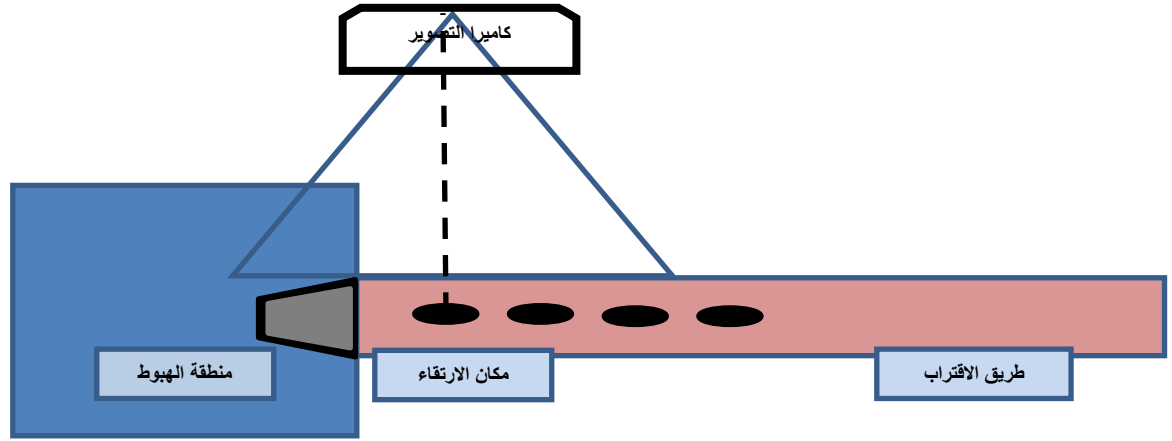 كاميرا التصوير
منطقة الهبوط
مكان الارتقاء
طريق الاقتراب